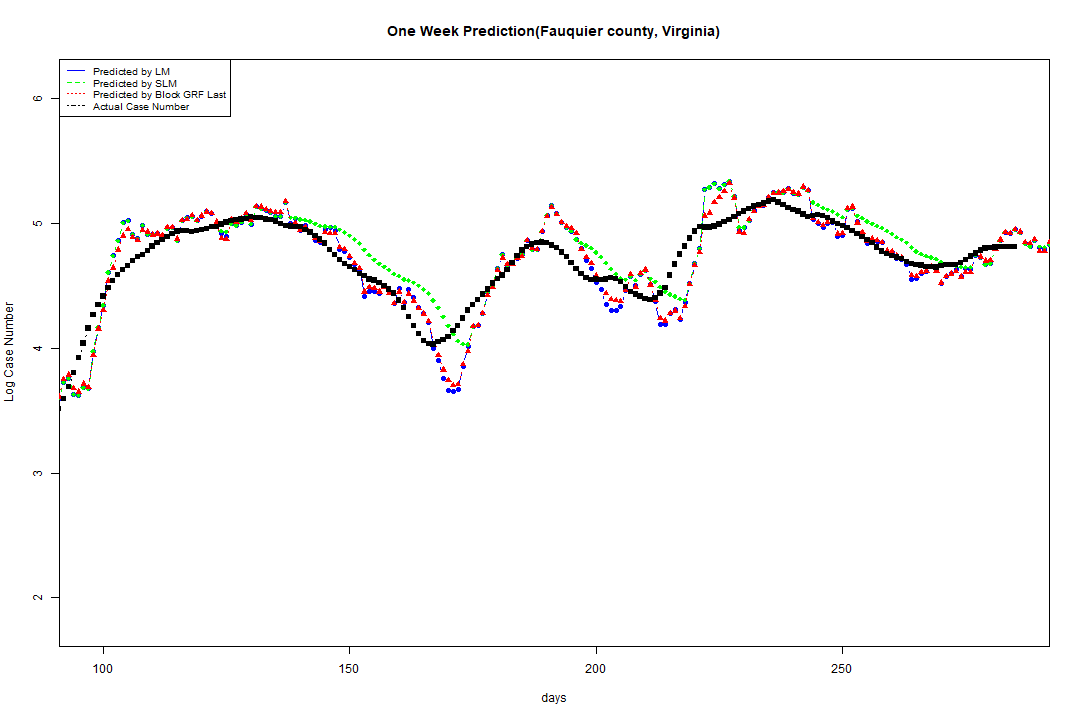 One Week Prediction(Fauquier county, Virginia)
Predicted by LM
Predicted by SLM
Predicted by Block GRF Last
Actual Case Number
6
5
4
3
2
Log Case Number
100 150 200 250
days